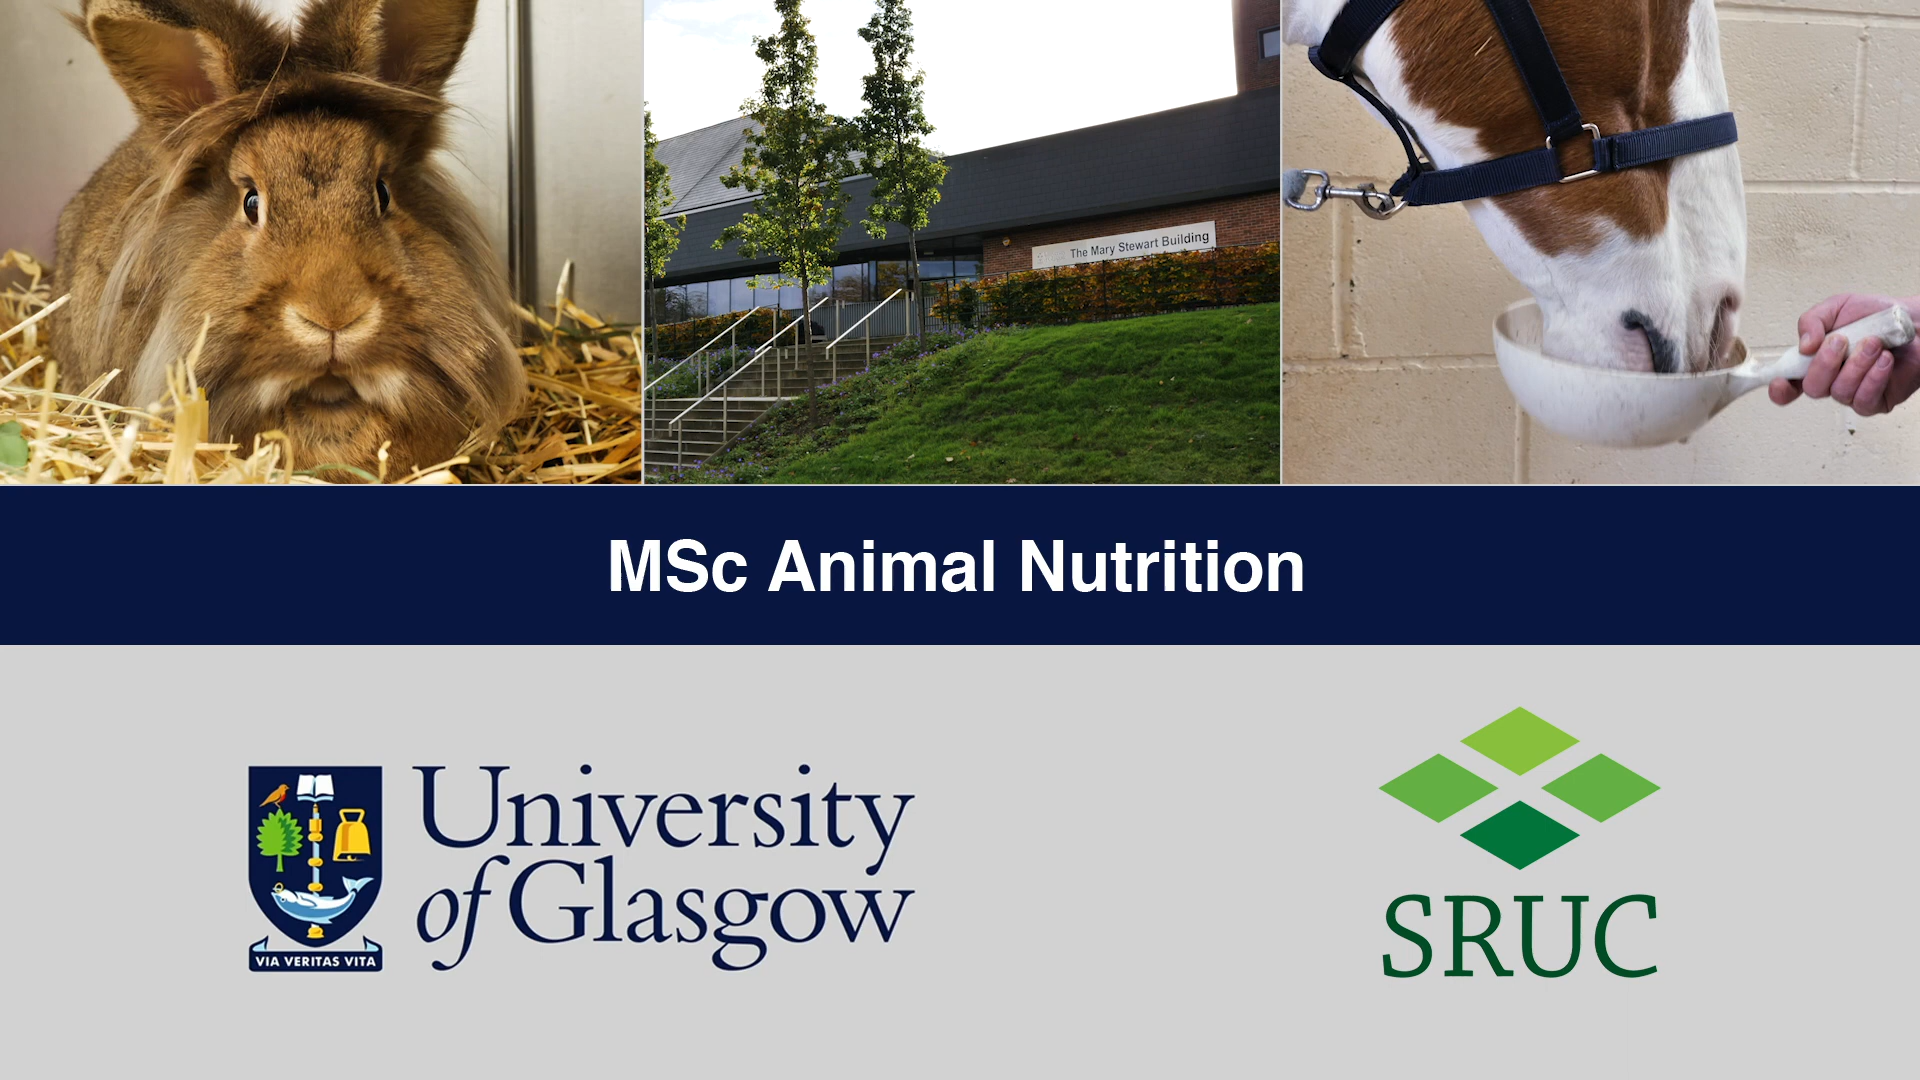 The Mary Stewart Building
MSc Animal Nutrition
University
of Glasgow
VIA VERITAS VITA
SRUC